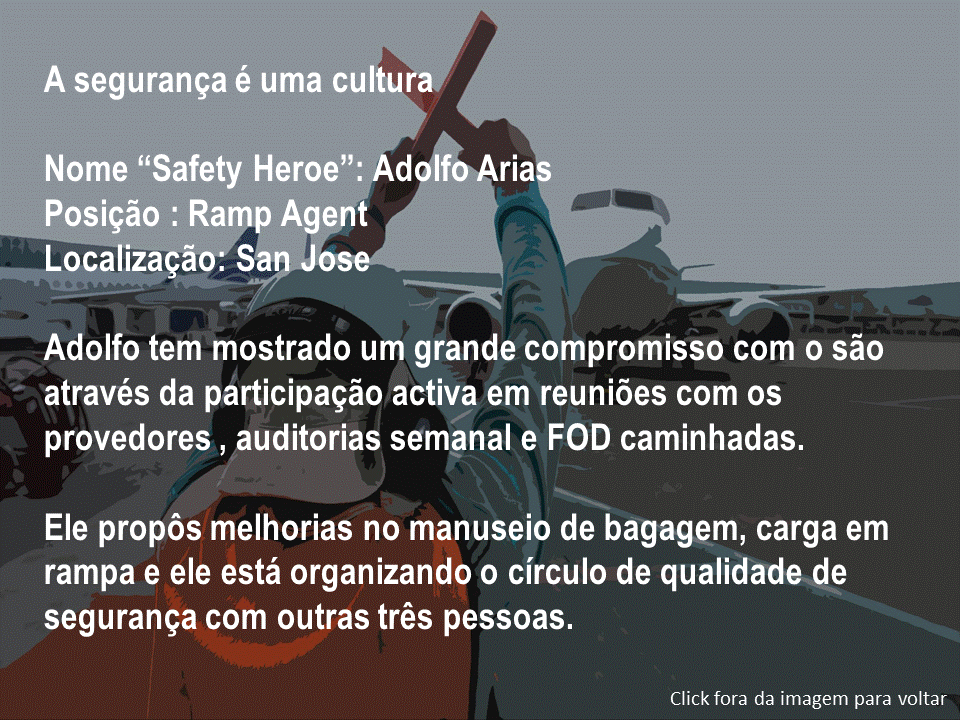 A segurança é uma cultura
Nome “Safety Heroe”: Adolfo Arias
Posição : Ramp Agent
Localização: San Jose
Adolfo tem mostrado um grande compromisso com o são
através da participação activa em reuniões com os
provedores , auditorias semanal e FOD caminhadas.
Ele propôs melhorias no manuseio de bagagem, carga em
rampa e ele está organizando o círculo de qualidade de
segurança com outras três pessoas.
Click fora da imagem para voltar